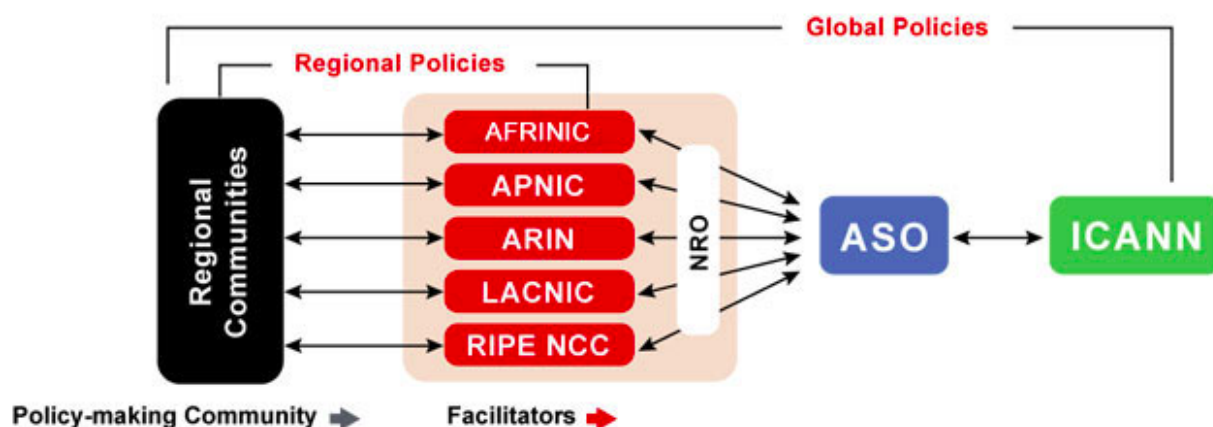 Global Policies
Regional Policies
Regional
Communities
AFRINIC
APNIC
ARIN
LACNIC
RIPE NCC
NRO
ASO
ICANN
Policy-making Community
Facilitators